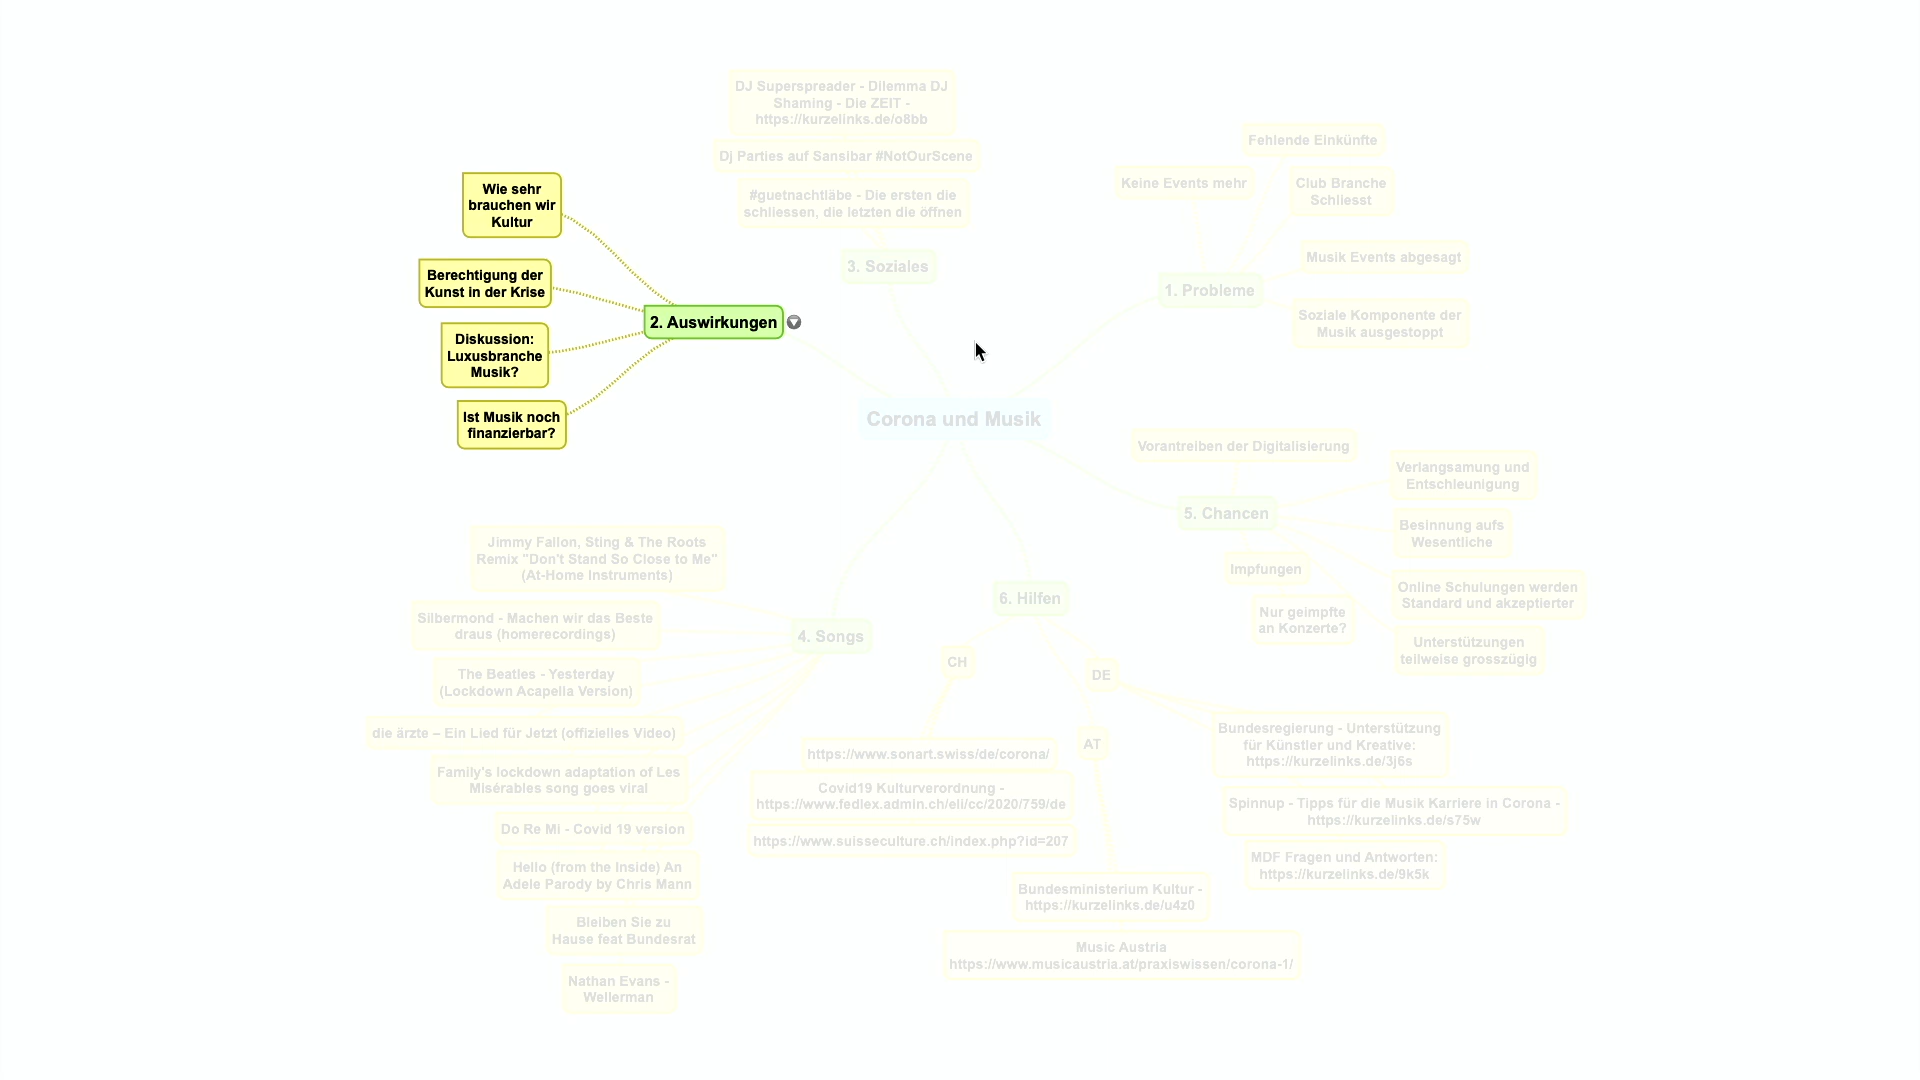 DJ Superspreader - Dilemma DJ
Shaming - Die ZEIT -
https://kurzelinks.de/o8bb
Dj Parties auf Sansibar #NotOurScene
#guetnachtläbe - Die ersten die
schliessen, die letzten die öffnen
3. Soziales
Fehlende Einkünfte
Keine Events mehr
Club Branche
Schliesst
Musik Events abgesagt
1. Probleme
Soziale Komponente der
Musik ausgestoppt
Wie sehr
brauchen wir
Kultur
Berechtigung der
Kunst in der Krise
2. Auswirkungen
Diskussion:
Luxusbranche
Musik?
Ist Musik noch
finanzierbar?
Corona und Musik
Vorantreiben der Digitalisierung
Verlangsamung und
Entschleunigung
5. Chancen
Besinnung aufs
Wesentliche
Impfungen
Online Schulungen werden
Standard und akzeptierter
Nur geimpfte
an Konzerte?
Unterstützungen
teilweise grosszügig
Jimmy Fallon, Sting & The Roots
Remix "Don't Stand So Close to Me"
(At-Home Instruments)
Silbermond - Machen wir das Beste
draus (homerecordings)
4. Songs
The Beatles - Yesterday
(Lockdown Acapella Version)
die ärzte – Ein Lied für Jetzt (offizielles Video)
Family's lockdown adaptation of Les
Misérables song goes viral
Do Re Mi - Covid 19 version
Hello (from the Inside) An
Adele Parody by Chris Mann
Bleiben Sie zu
Hause feat Bundesrat
Nathan Evans -
Wellerman
6. Hilfen
CH
https://www.sonart.swiss/de/corona/
Covid19 Kulturverordnung -
https://www.fedlex.admin.ch/eli/cc/2020/759/de
https://www.suisseculture.ch/index.php?id=207
DE
Bundesregierung - Unterstützung
für Künstler und Kreative:
https://kurzelinks.de/3j6s
Spinnup - Tipps für die Musik Karriere in Corona -
https://kurzelinks.de/s75w
MDF Fragen und Antworten:
https://kurzelinks.de/9k5k
AT
Bundesministerium Kultur -
https://kurzelinks.de/u4z0
Music Austria
https://www.musicaustria.at/praxiswissen/corona-1/